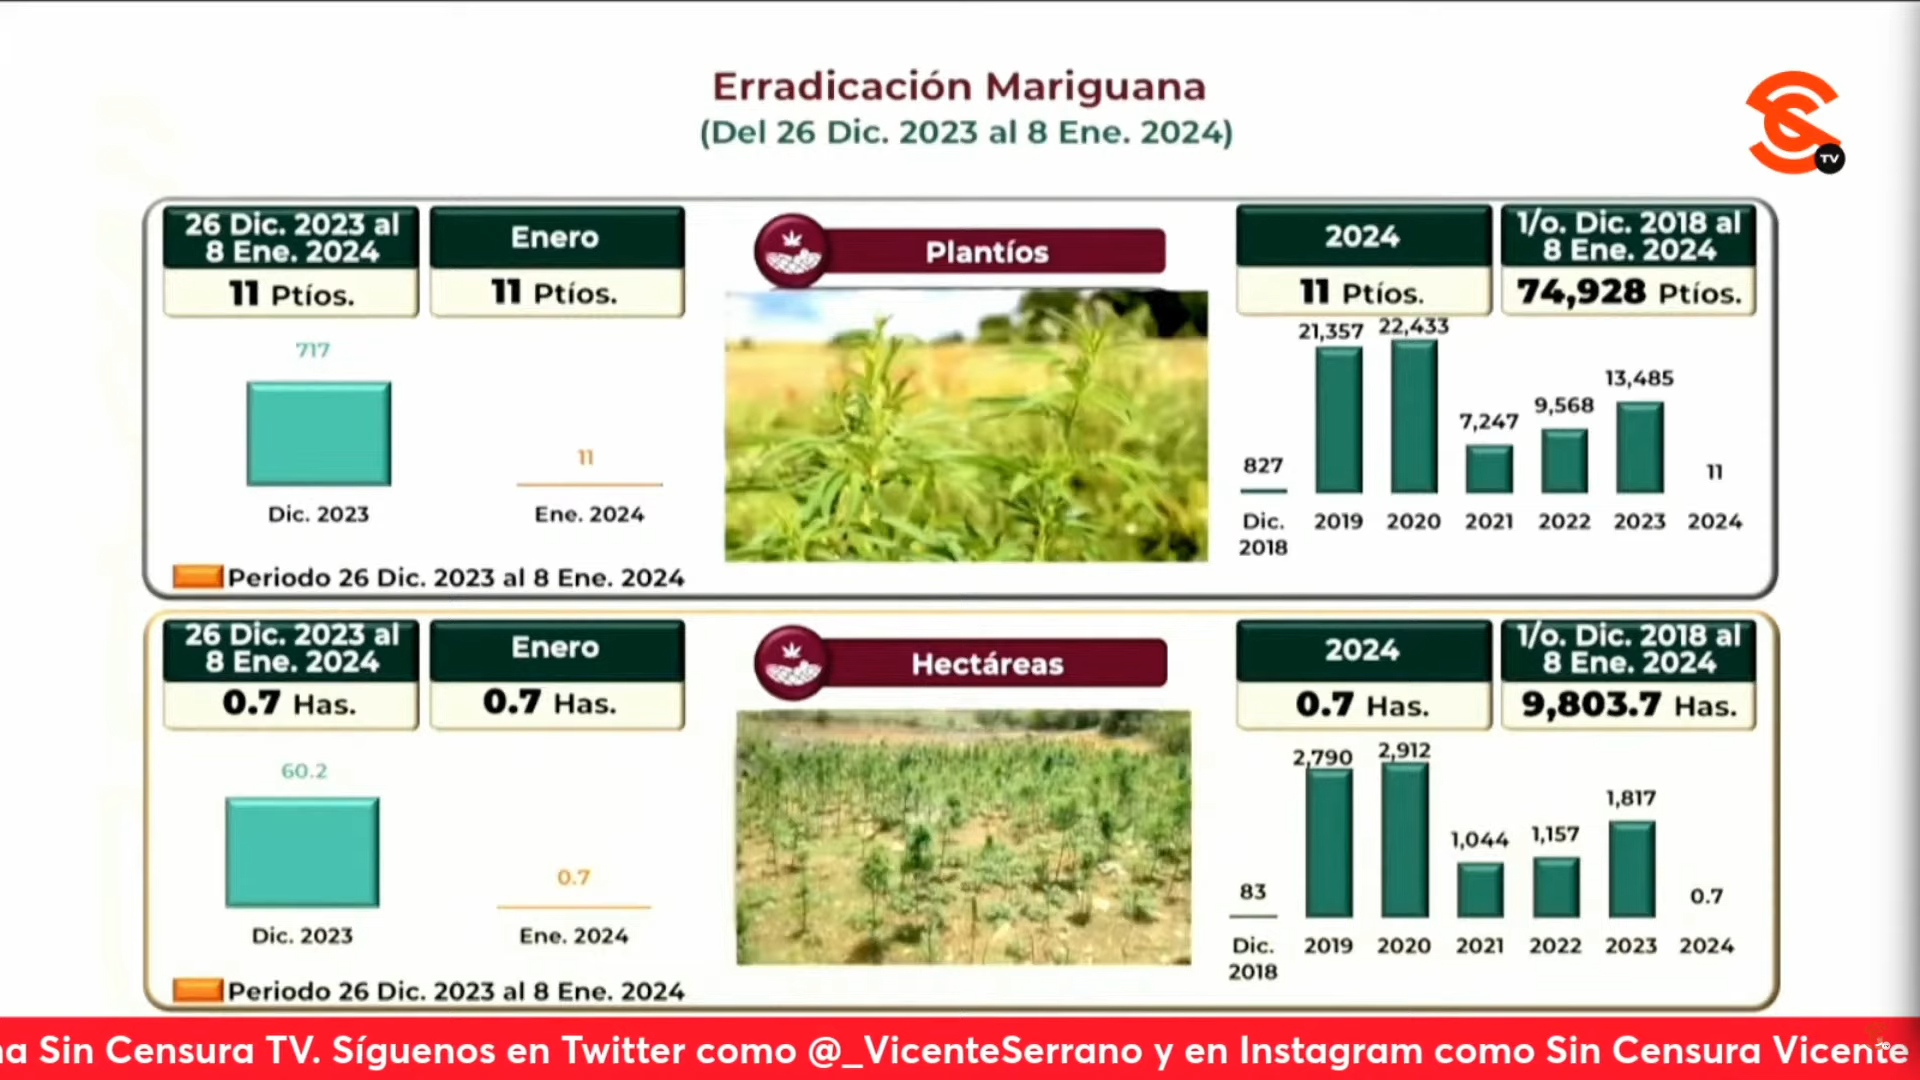 Erradicación Mariguana
(Del 26 Dic. 2023 al 8 Ene. 2024)
TV
26 Dic. 2023 al
8 Ene. 2024
11 Ptíos.
Enero
11 Ptíos.
Plantíos
2024
11 Ptíos.
1/o. Dic. 2018 al
8 Ene. 2024
74,928 Ptíos.
717
11
Dic. 2023
Ene. 2024
Periodo 26 Dic. 2023 al 8 Ene. 2024
827
21,357
22,433
7,247
9,568
13,485
11
Dic.
2018
2019
2020
2021
2022
2023
2024
26 Dic. 2023 al
8 Ene. 2024
0.7 Has.
Enero
0.7 Has.
Hectáreas
2024
0.7 Has.
1/o. Dic. 2018 al
8 Ene. 2024
9,803.7 Has.
60.2
0.7
Dic. 2023
Ene. 2024
Periodo 26 Dic. 2023 al 8 Ene. 2024
83
2,790
2,912
1,044
1,157
1,817
0.7
Dic.
2018
2019
2020
2021
2022
2023
2024
na Sin Censura TV. Síguenos en Twitter como @_VicenteSerrano y en Instagram como Sin Censura Vicente